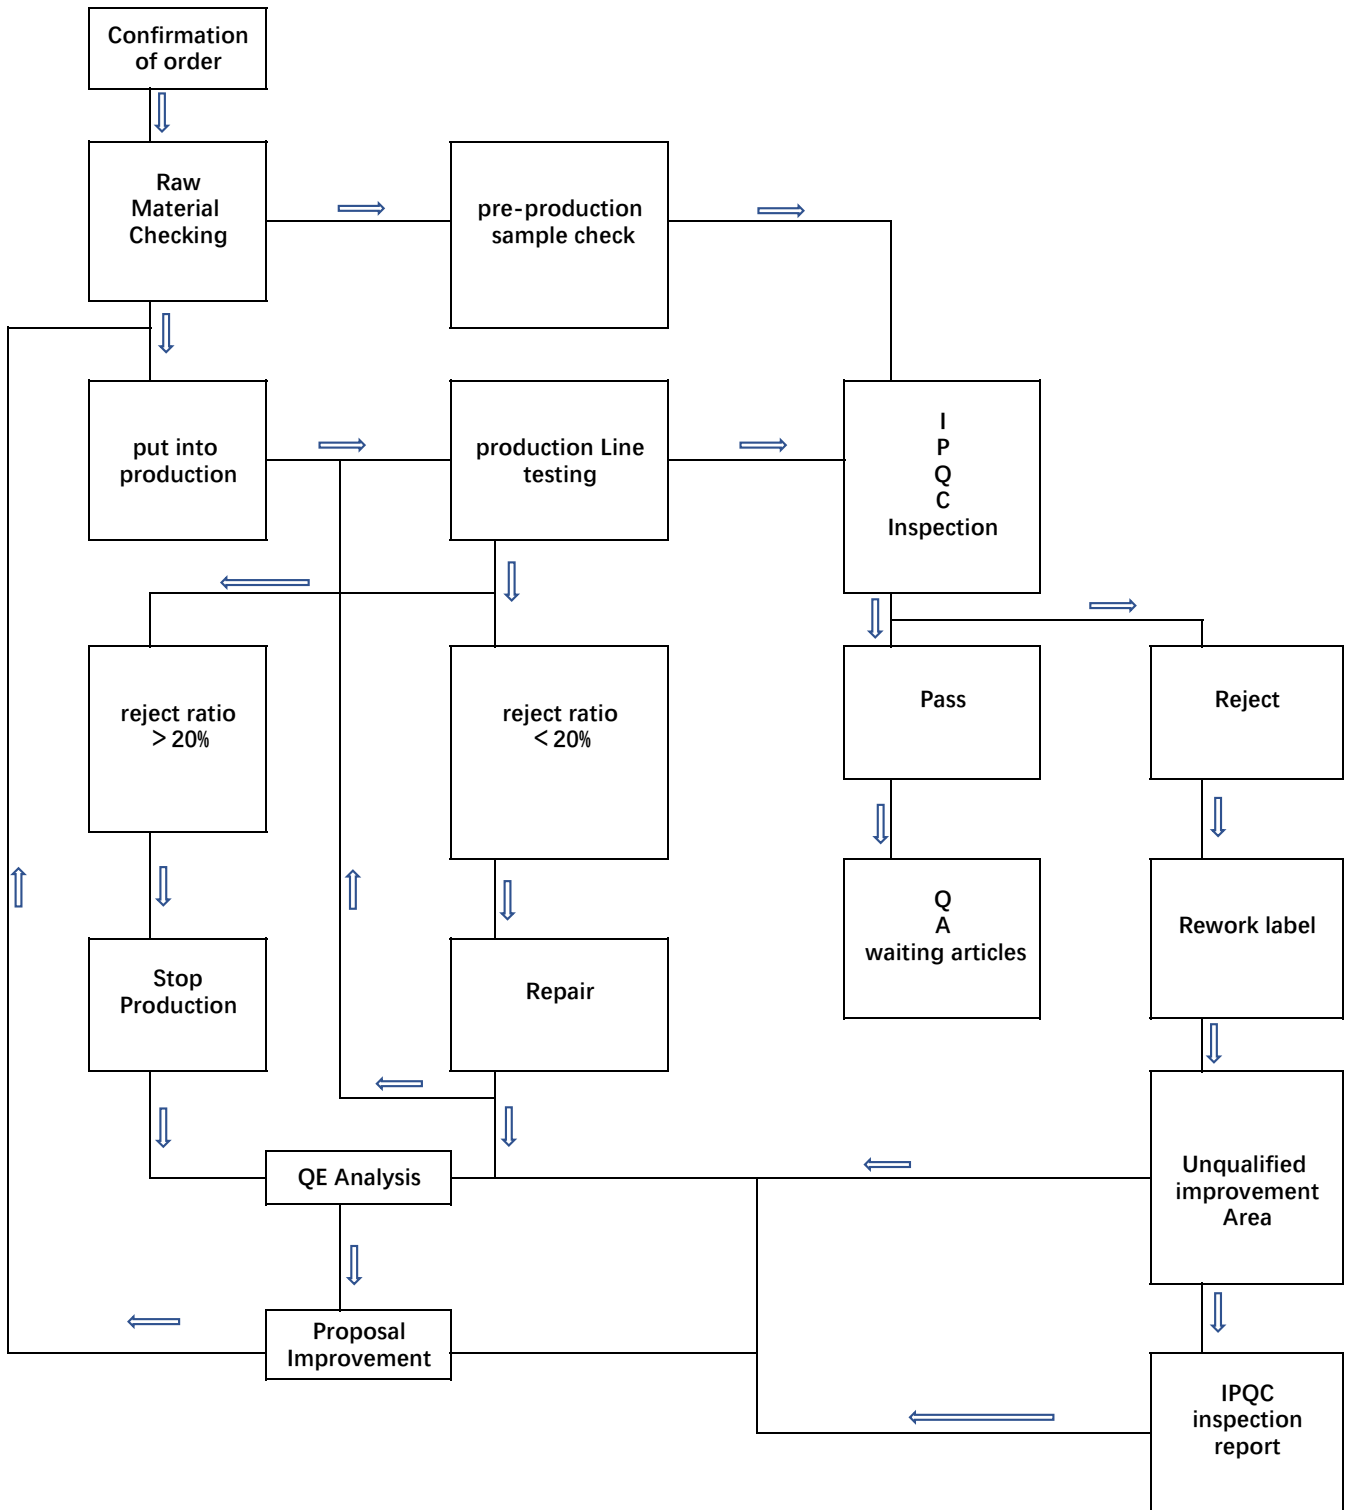 Confirmation
of order
Raw
Material
Checking
pre-production
sample check
put into
production
production Line
testing
I
P
Q
C
Inspection
reject ratio
> 20%
reject ratio
< 20%
Pass
Reject
Stop
Production
Repair
Q
A
waiting articles
Rework label
QE Analysis
Unqualified
improvement
Area
Proposal
Improvement
IPQC
inspection
report